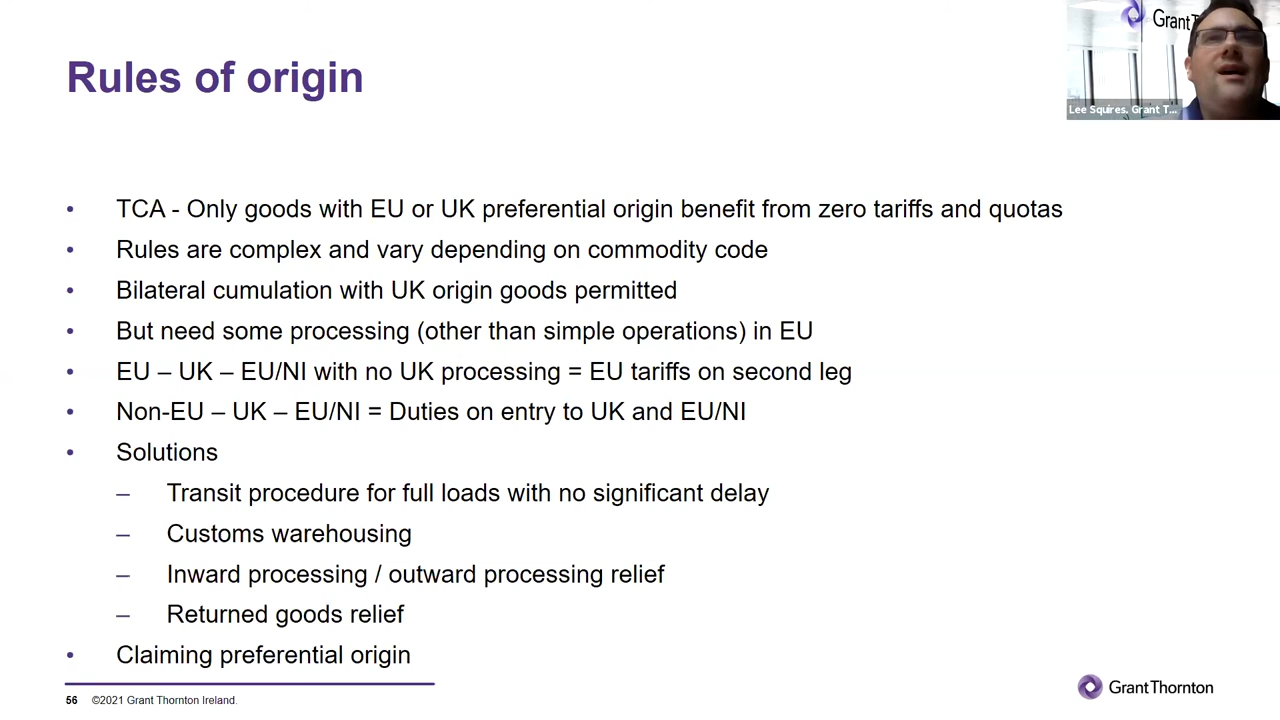 Rules of origin
Grant T
Lee Squires, Grant T...
• TCA - Only goods with EU or UK preferential origin benefit from zero tariffs and quotas
• Rules are complex and vary depending on commodity code
• Bilateral cumulation with UK origin goods permitted
• But need some processing (other than simple operations) in EU
• EU – UK – EU/NI with no UK processing = EU tariffs on second leg
• Non-EU – UK – EU/NI = Duties on entry to UK and EU/NI
• Solutions
– Transit procedure for full loads with no significant delay
– Customs warehousing
– Inward processing / outward processing relief
– Returned goods relief
• Claiming preferential origin
56 ©2021 Grant Thornton Ireland.
GrantThornton